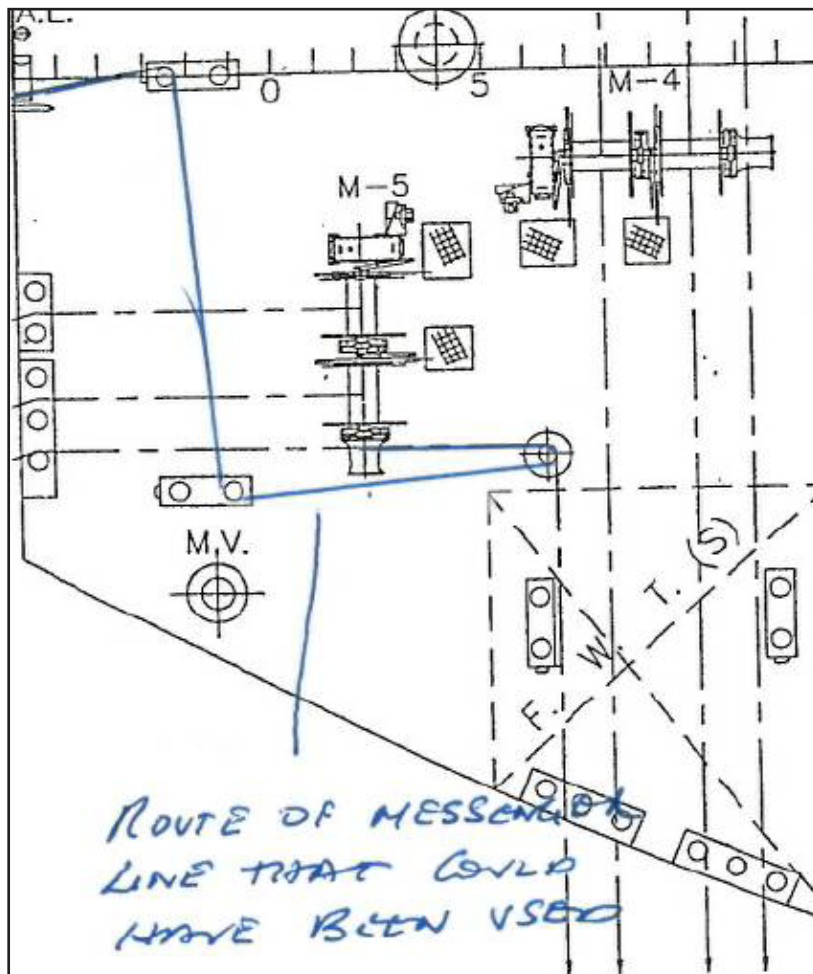 A.L.
0 5 M-4
M-5
M.V.
F. W. T. (S)
ROUTE OF MESSENGER
LINE THAT COULD
HAVE BEEN USED